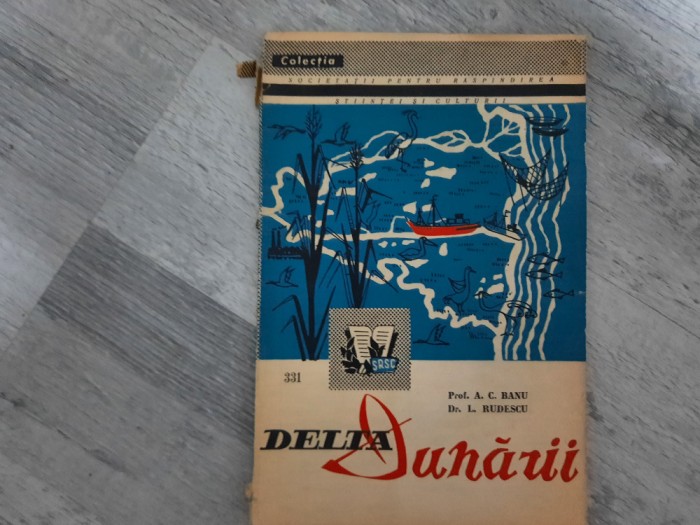 Colecția
SOCIETĂȚII PENTRU RĂSPÎNDIREA
ȘTIINȚEI ȘI CULTURII
SRSC
331
Prof. A. C. BANU
Dr. L. RUDESCU
DELTA
Dunării